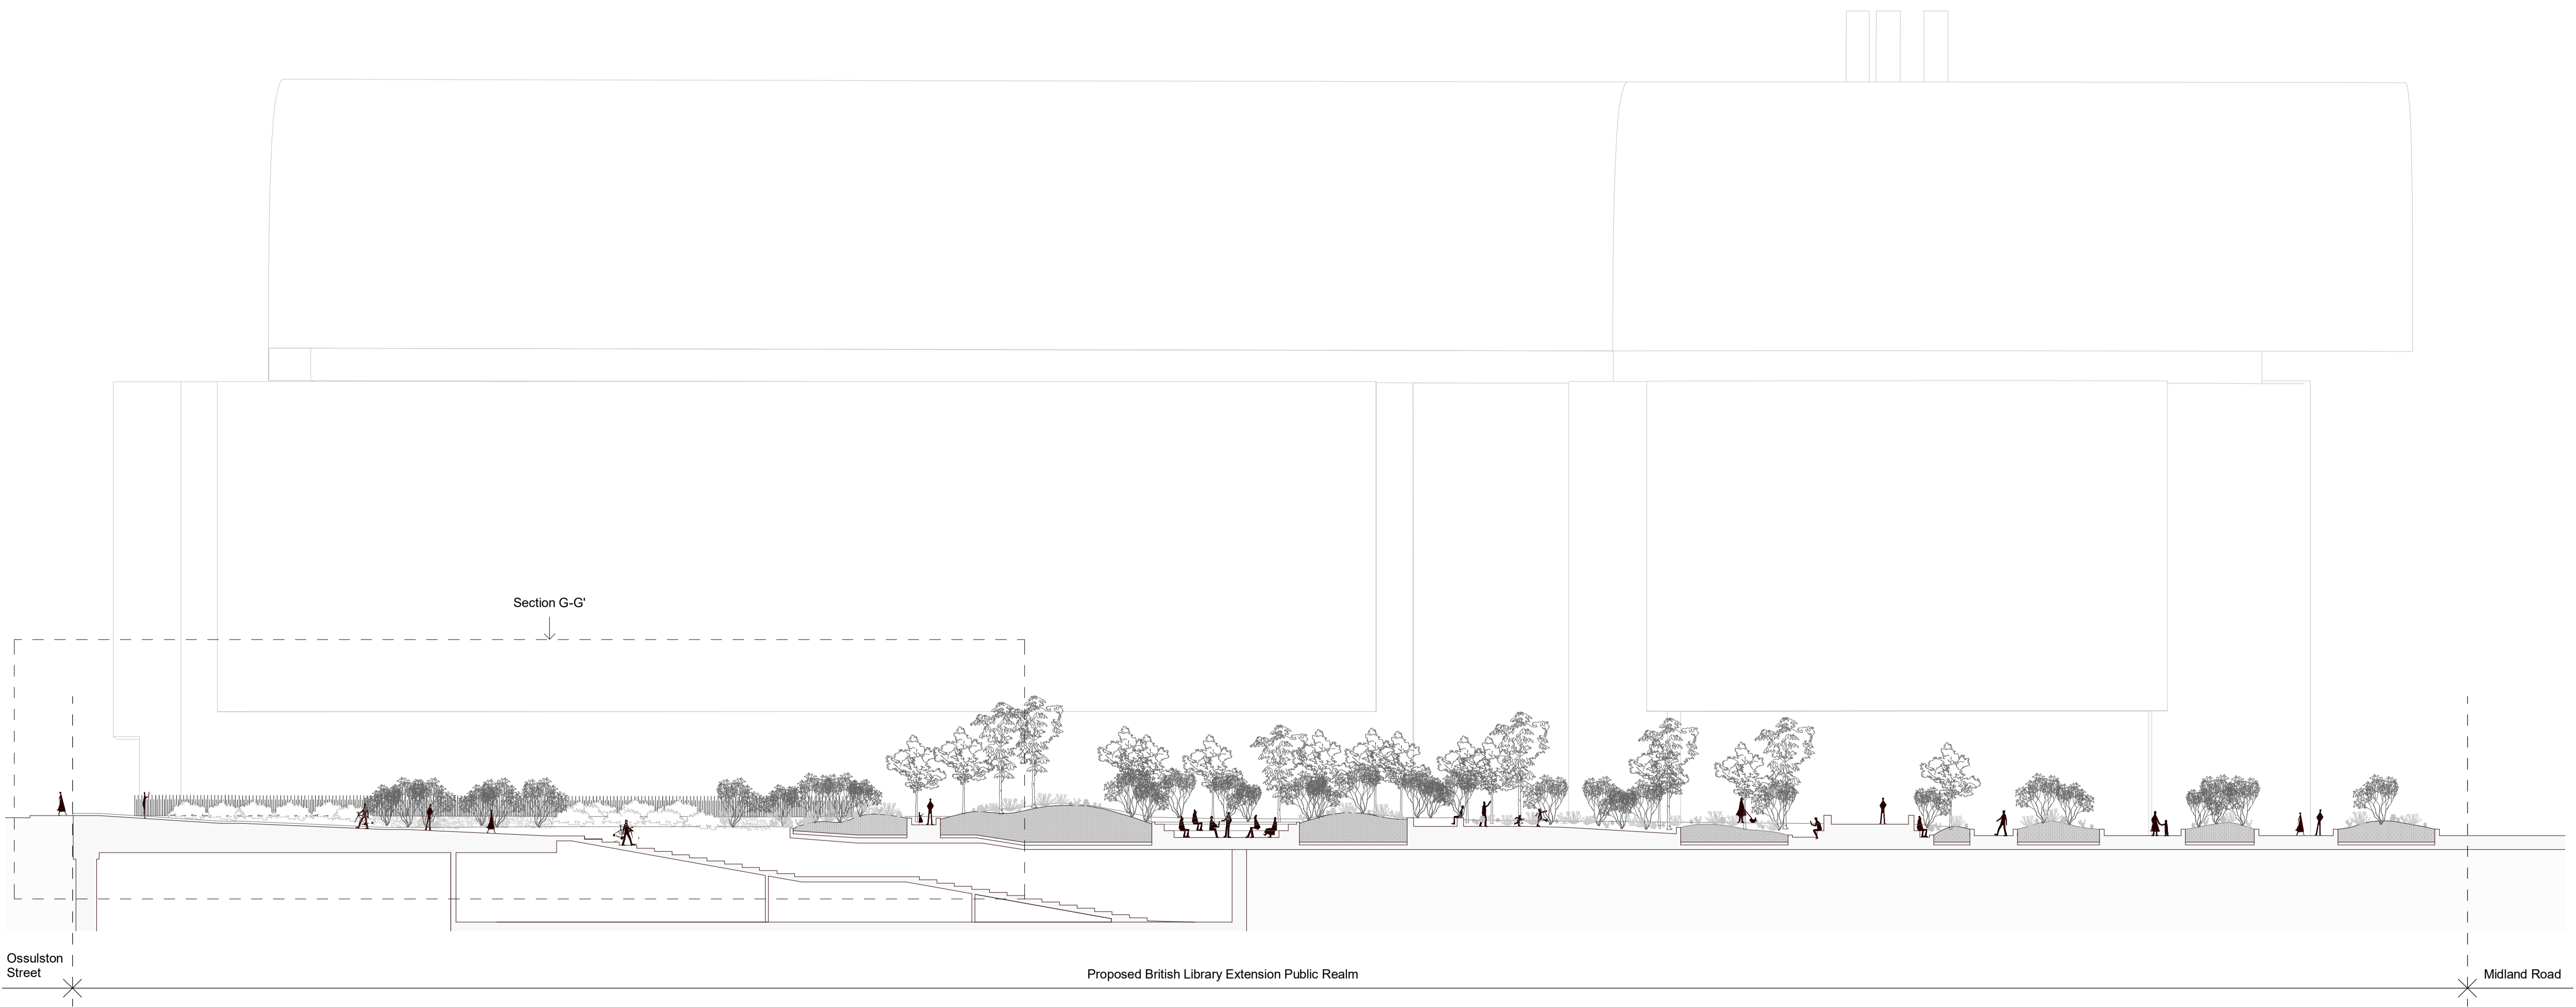 Section G-G'
Ossulston
Street
Proposed British Library Extension Public Realm
Midland Road